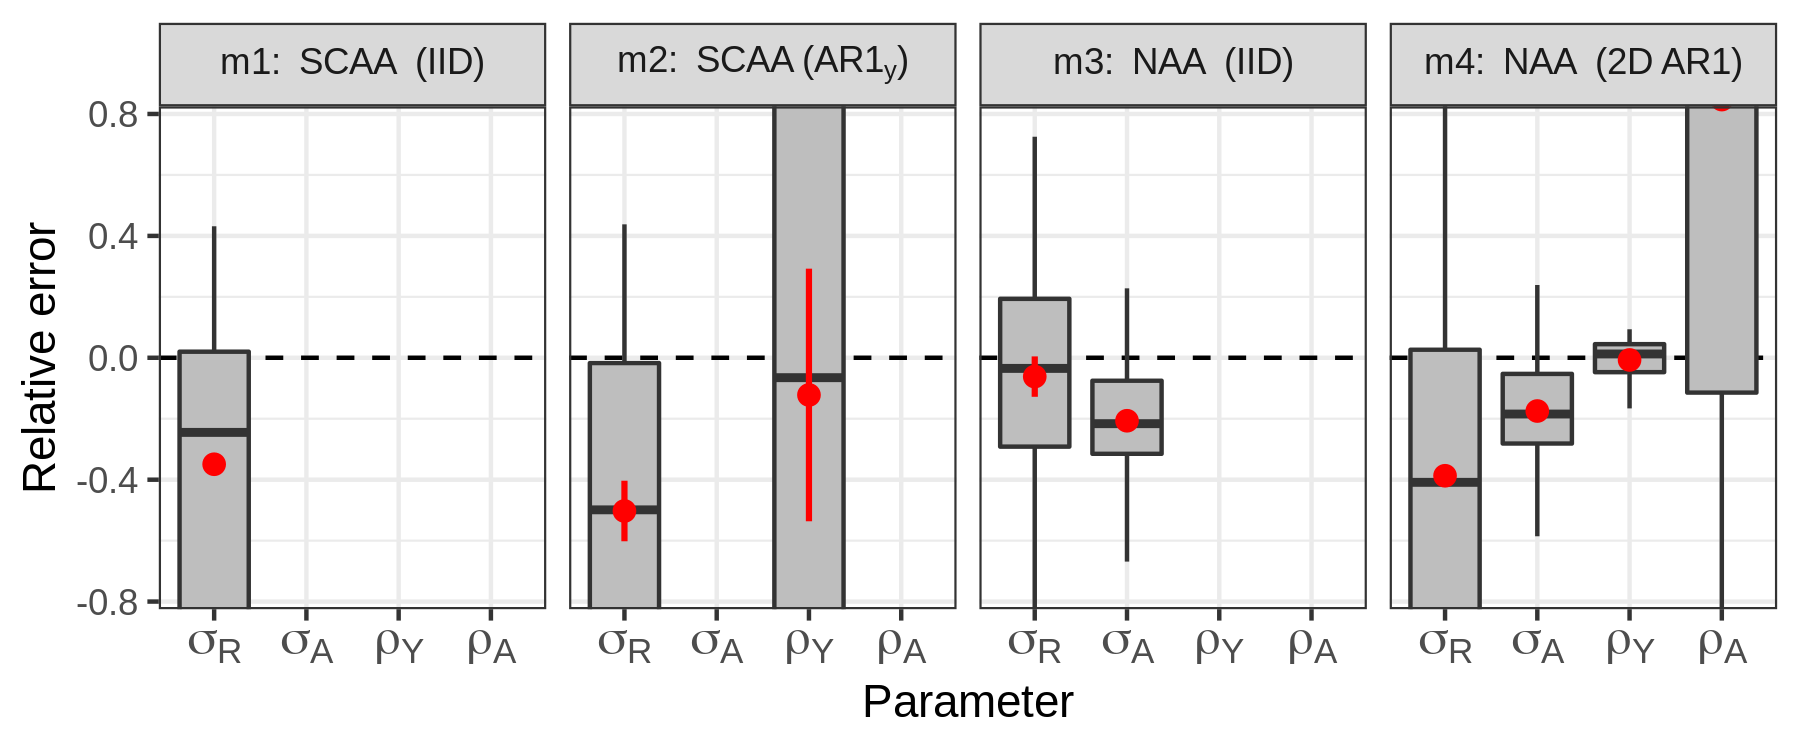 m1: SCAA (IID)
m2: SCAA (AR1y)
m3: NAA (IID)
m4: NAA (2D AR1)
Relative error
0.8
0.4
0.0
-0.4
-0.8
σR σA ρY ρA
σR σA ρY ρA
σR σA ρY ρA
σR σA ρY ρA
Parameter